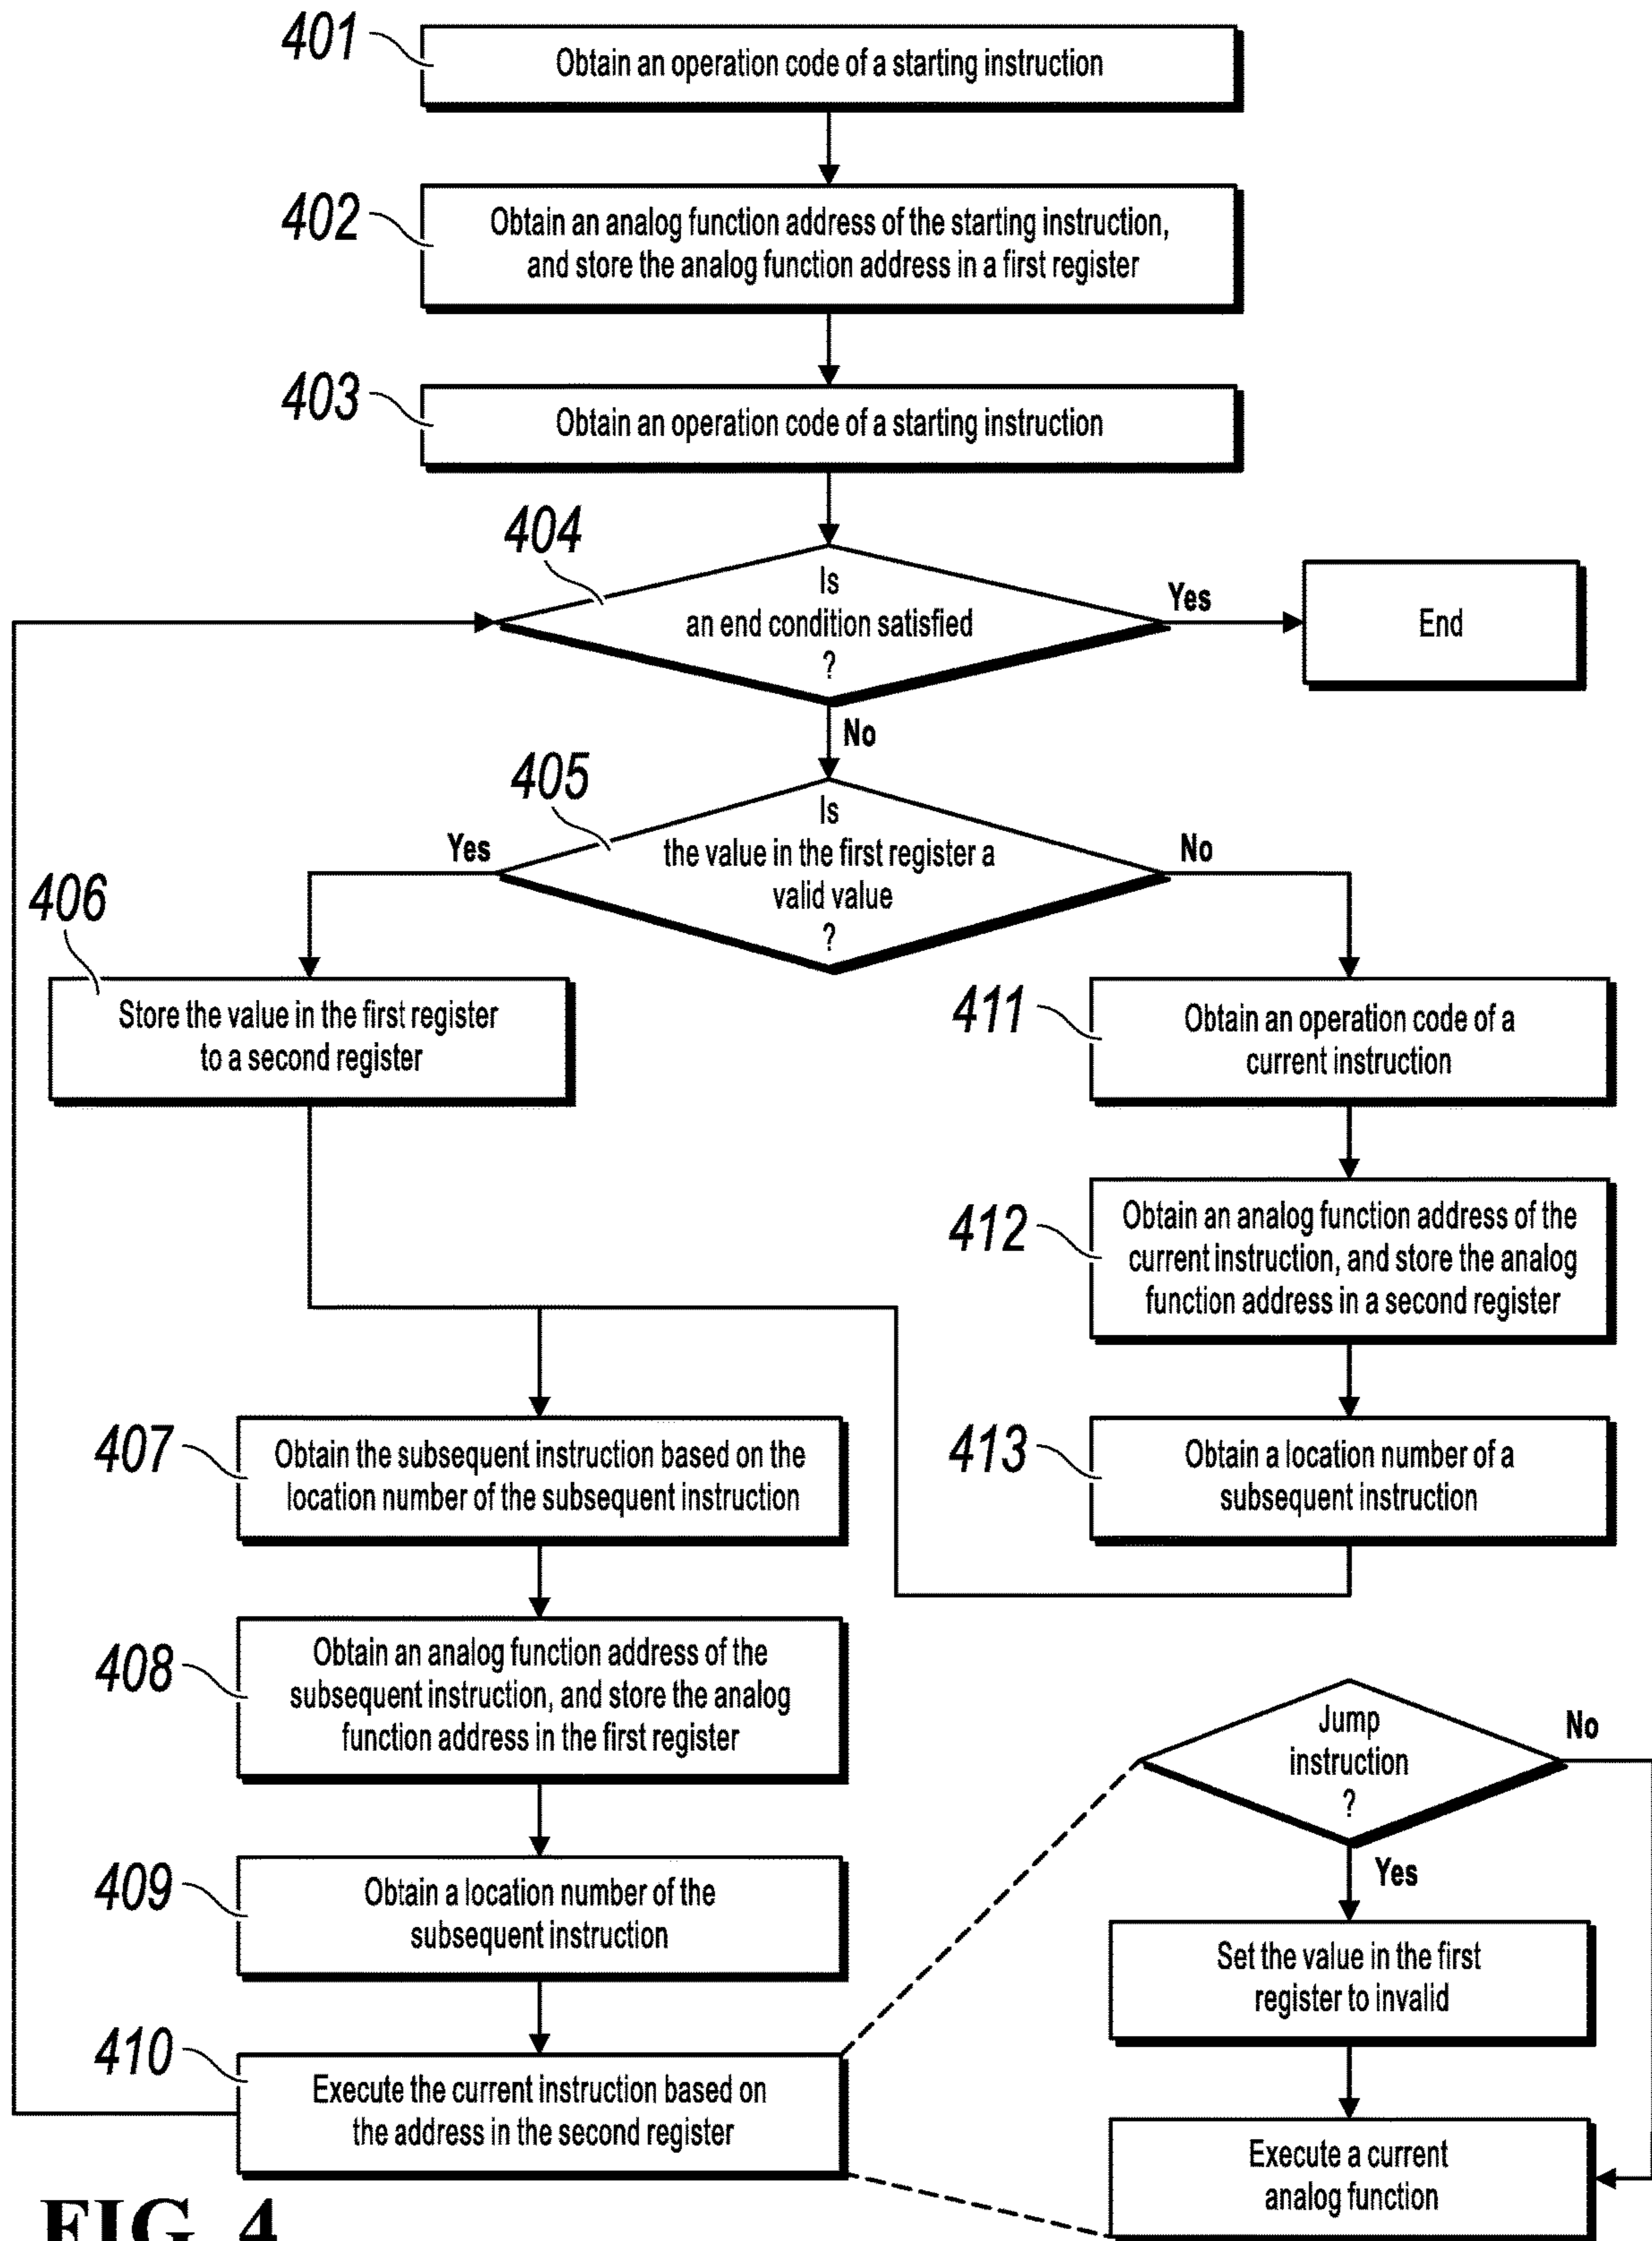 401
Obtain an operation code of a starting instruction
402
Obtain an analog function address of the starting instruction,
and store the analog function address in a first register
403
Obtain an operation code of a starting instruction
404
Is
an end condition satisfied
?
Yes
End
No
405
Is
the value in the first register a
valid value
?
Yes
No
406
Store the value in the first register
to a second register
411
Obtain an operation code of a
current instruction
412
Obtain an analog function address of the
current instruction, and store the analog
function address in a second register
407
Obtain the subsequent instruction based on the
location number of the subsequent instruction
413
Obtain a location number of a
subsequent instruction
408
Obtain an analog function address of the
subsequent instruction, and store the analog
function address in the first register
409
Obtain a location number of the
subsequent instruction
410
Execute the current instruction based on
the address in the second register
Jump
instruction
?
No
Yes
Set the value in the first
register to invalid
Execute a current
analog function
FIG. 4